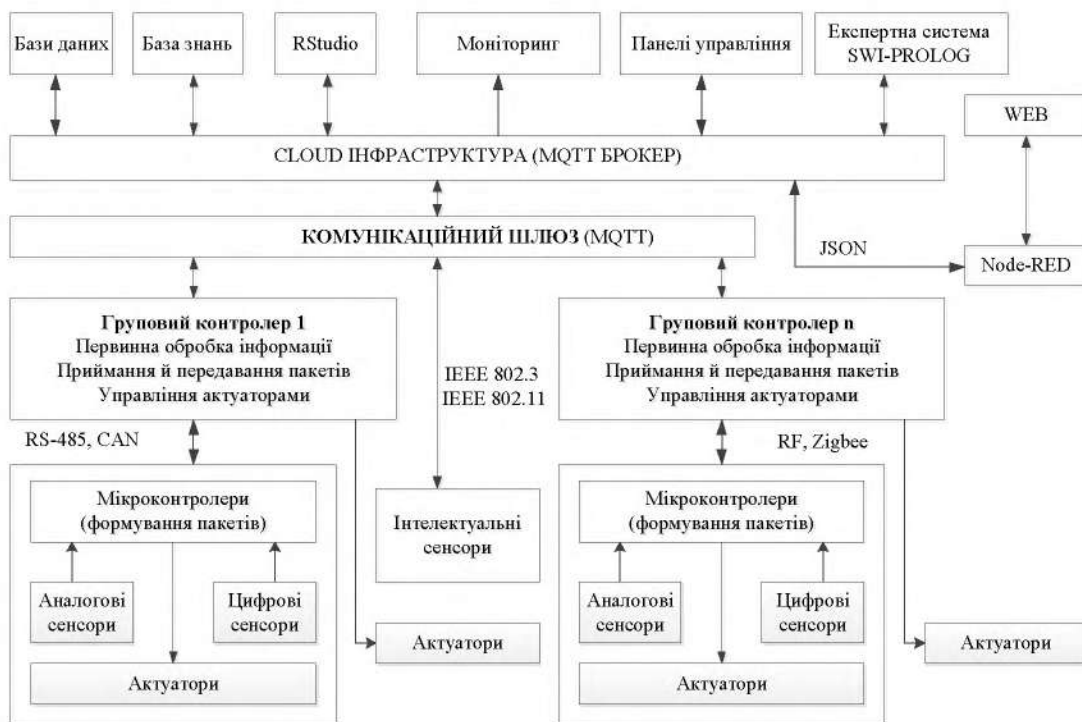 Бази даних
База знань
RStudio
Моніторинг
Панелі управління
Експертна система
SWI-PROLOG
WEB
CLOUD ІНФРАСТРУКТУРА (MQTT БРОКЕР)
КОМУНІКАЦІЙНИЙ ШЛЮЗ (MQTT)
JSON
Node-RED
Груповий контролер 1
Первинна обробка інформації
Приймання й передавання пакетів
Управління актуаторами
IEEE 802.3
IEEE 802.11
Груповий контролер n
Первинна обробка інформації
Приймання й передавання пакетів
Управління актуаторами
RS-485, CAN
RF, Zigbee
Мікроконтролери
(формування пакетів)
Аналогові
сенсори
Цифрові
сенсори
Актуатори
Інтелектуальні
сенсори
Актуатори
Мікроконтролери
(формування пакетів)
Аналогові
сенсори
Цифрові
сенсори
Актуатори
Актуатори